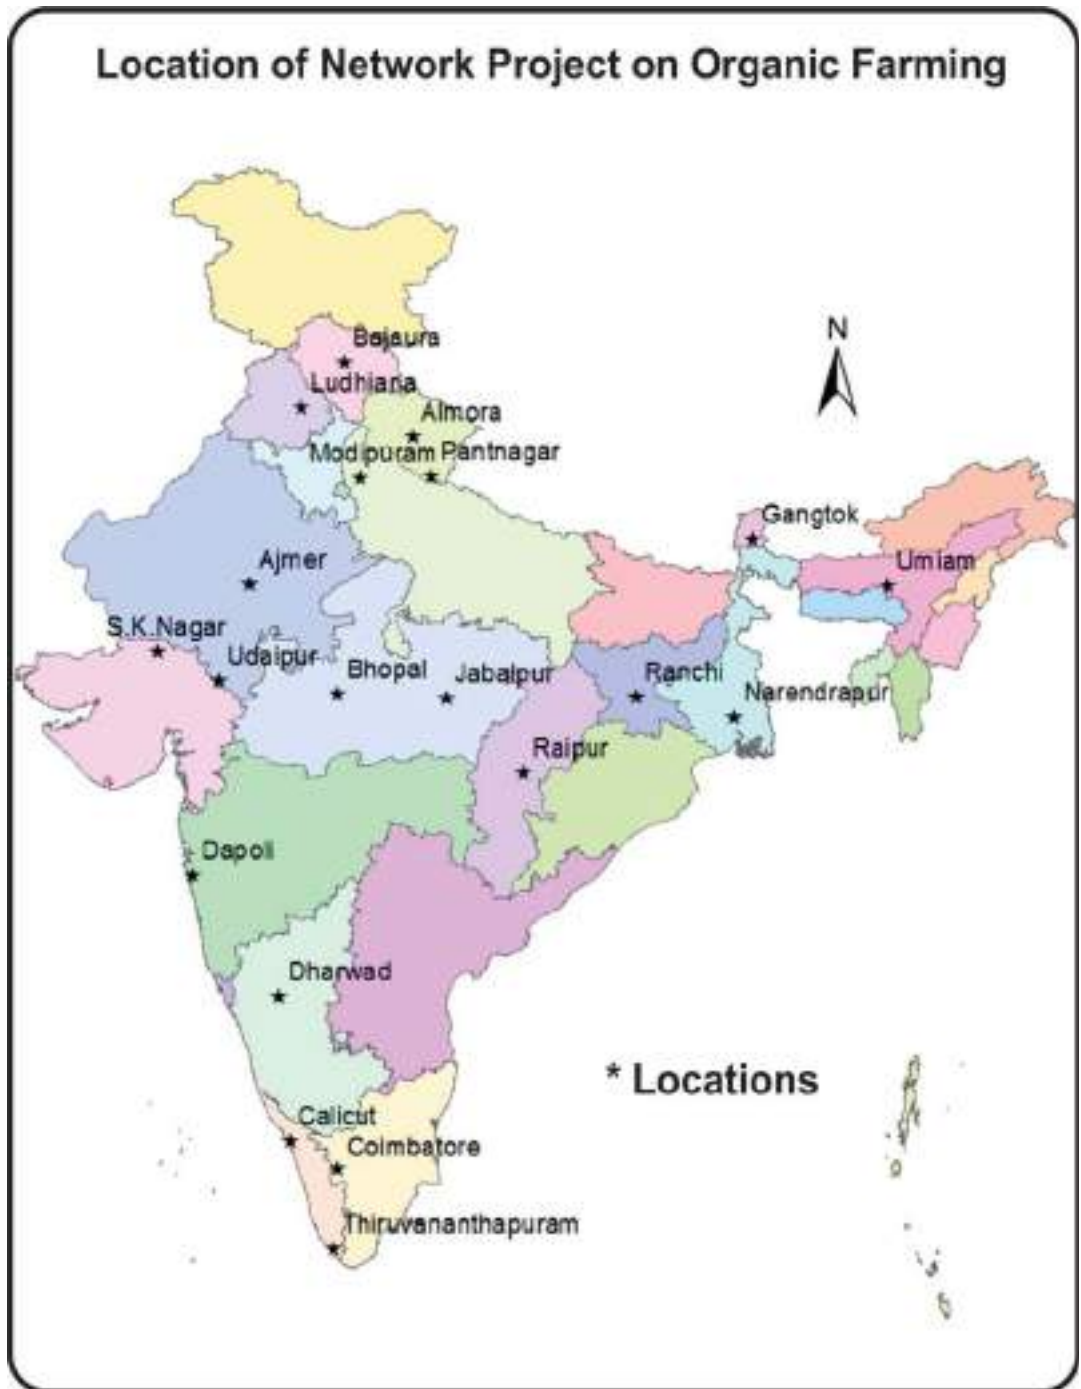 Location of Network Project on Organic Farming
N
Bajaura
Ludhiana
Almora
Modipuram
Pantnagar
Gangtok
Umiam
Ajmer
S.K.Nagar
Udaipur
Bhopal
Jabalpur
Ranchi
Narendrapur
Raipur
Dapoli
Dharwad
* Locations
Calicut
Coimbatore
Thiruvananthapuram